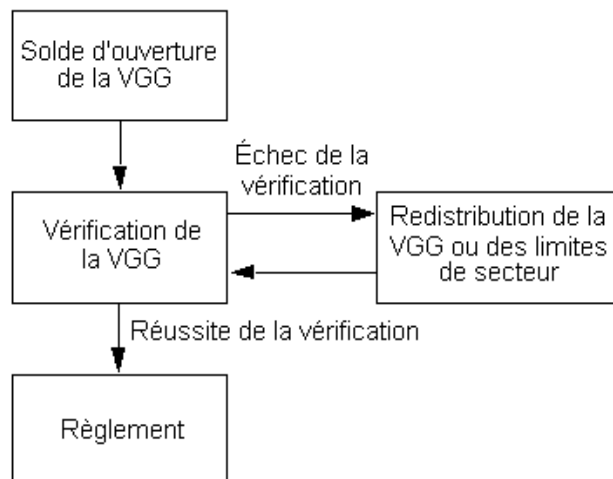 Solde d'ouverture
de la VGG
Échec de la
vérification
Vérification de
la VGG
Redistribution de la
VGG ou des limites
de secteur
Réussite de la vérification
Règlement